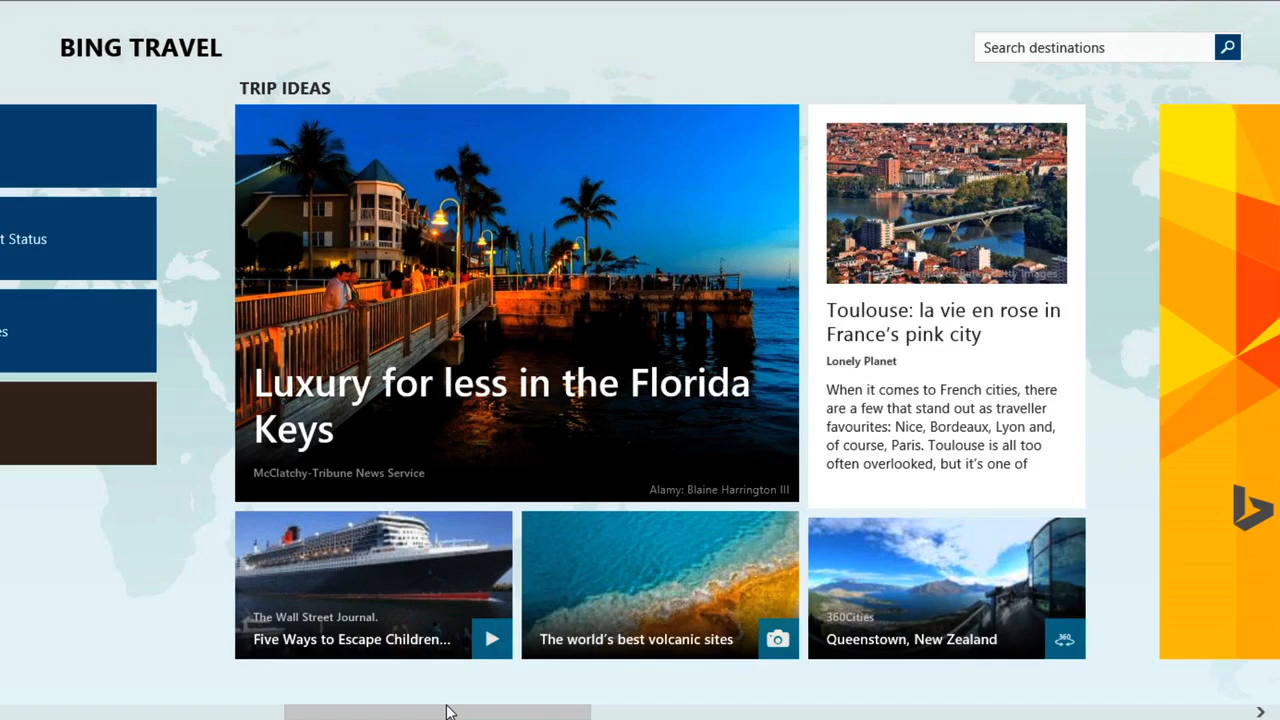 BING TRAVEL
Search destinations
TRIP IDEAS
t Status
es
Luxury for less in the Florida
Keys
McClatchy-Tribune News Service
Alamy: Blaine Harrington III
Toulouse: la vie en rose in
France's pink city
Lonely Planet
When it comes to French cities, there
are a few that stand out as traveller
favourites: Nice, Bordeaux, Lyon and,
of course, Paris. Toulouse is all too
often overlooked, but it's one of
The Wall Street Journal.
Five Ways to Escape Children...
The world's best volcanic sites
360Cities
Queenstown, New Zealand
360